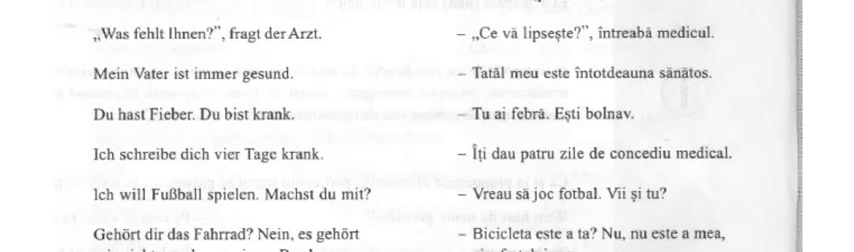 „Was fehlt Ihnen?”, fragt der Arzt. – „Ce vă lipsește?”, întreabă medicul.
Mein Vater ist immer gesund. – Tatăl meu este întotdeauna sănătos.
Du hast Fieber. Du bist krank. – Tu ai febră. Ești bolnav.
Ich schreibe dich vier Tage krank. – Îți dau patru zile de concediu medical.
Ich will Fußball spielen. Machst du mit? – Vreau să joc fotbal. Vii și tu?
Gehört dir das Fahrrad? Nein, es gehört – Bicicleta este a ta? Nu, nu este a mea,